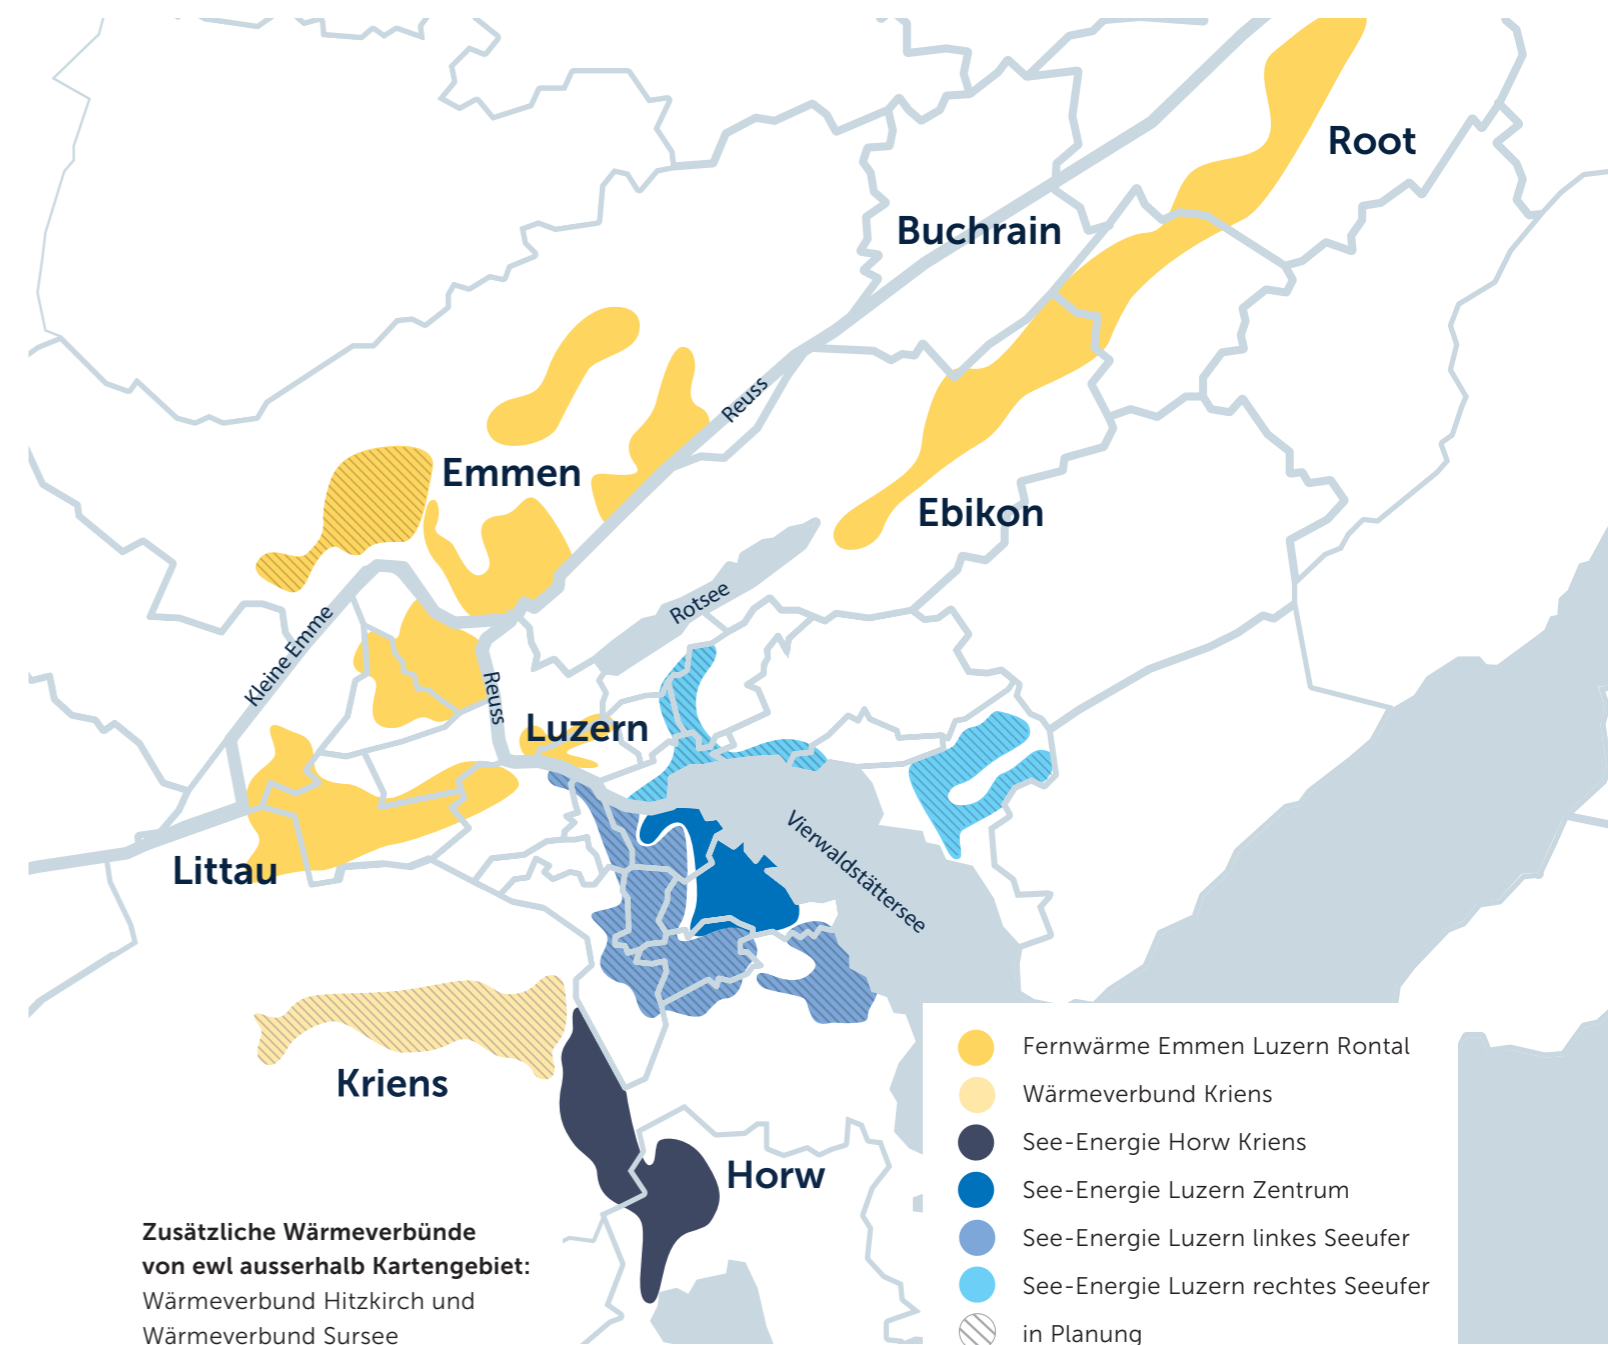 Root
Buchrain
Reuss
Emmen
Ebikon
Rotsee
Kleine Emme
Reuss
Luzern
Vierwaldstättersee
Littau
Kriens
Horw
Fernwärme Emmen Luzern Rontal
Wärmeverbund Kriens
See-Energie Horw Kriens
See-Energie Luzern Zentrum
See-Energie Luzern linkes Seeufer
See-Energie Luzern rechtes Seeufer
in Planung
Zusätzliche Wärmeverbünde
von ewl ausserhalb Kartengebiet:
Wärmeverbund Hitzkirch und
Wärmeverbund Sursee